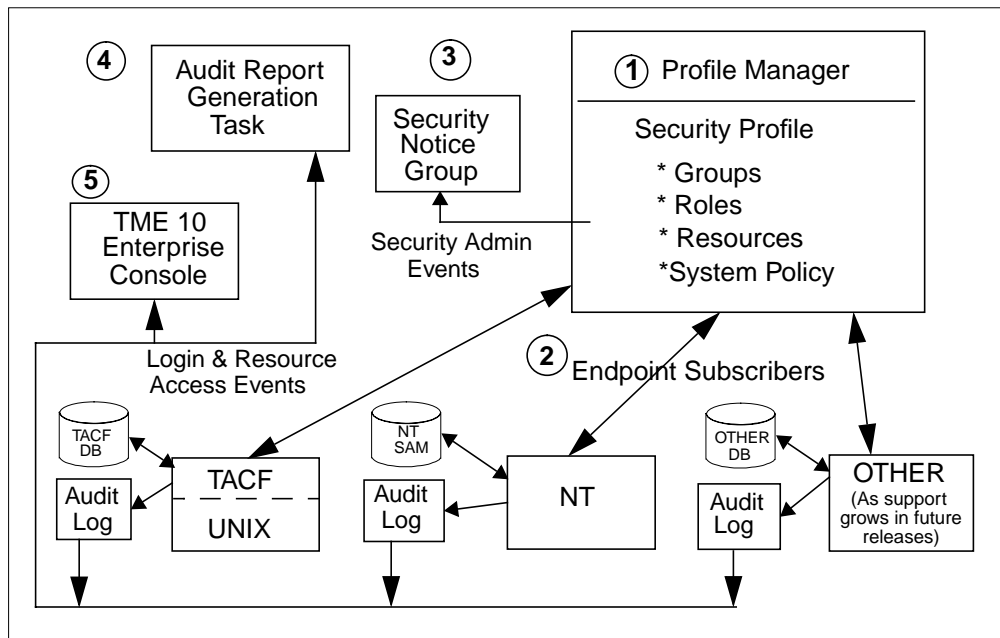 4
Audit Report
Generation
Task
3
Security
Notice
Group
1 Profile Manager
Security Profile
* Groups
* Roles
* Resources
*System Policy
5
TME 10
Enterprise
Console
Security Admin
Events
Login & Resource
Access Events
2 Endpoint Subscribers
TACF
DB
TACF
UNIX
Audit
Log
NT
SAM
NT
Audit
Log
OTHER
DB
OTHER
(As support
grows in future
releases)
Audit
Log